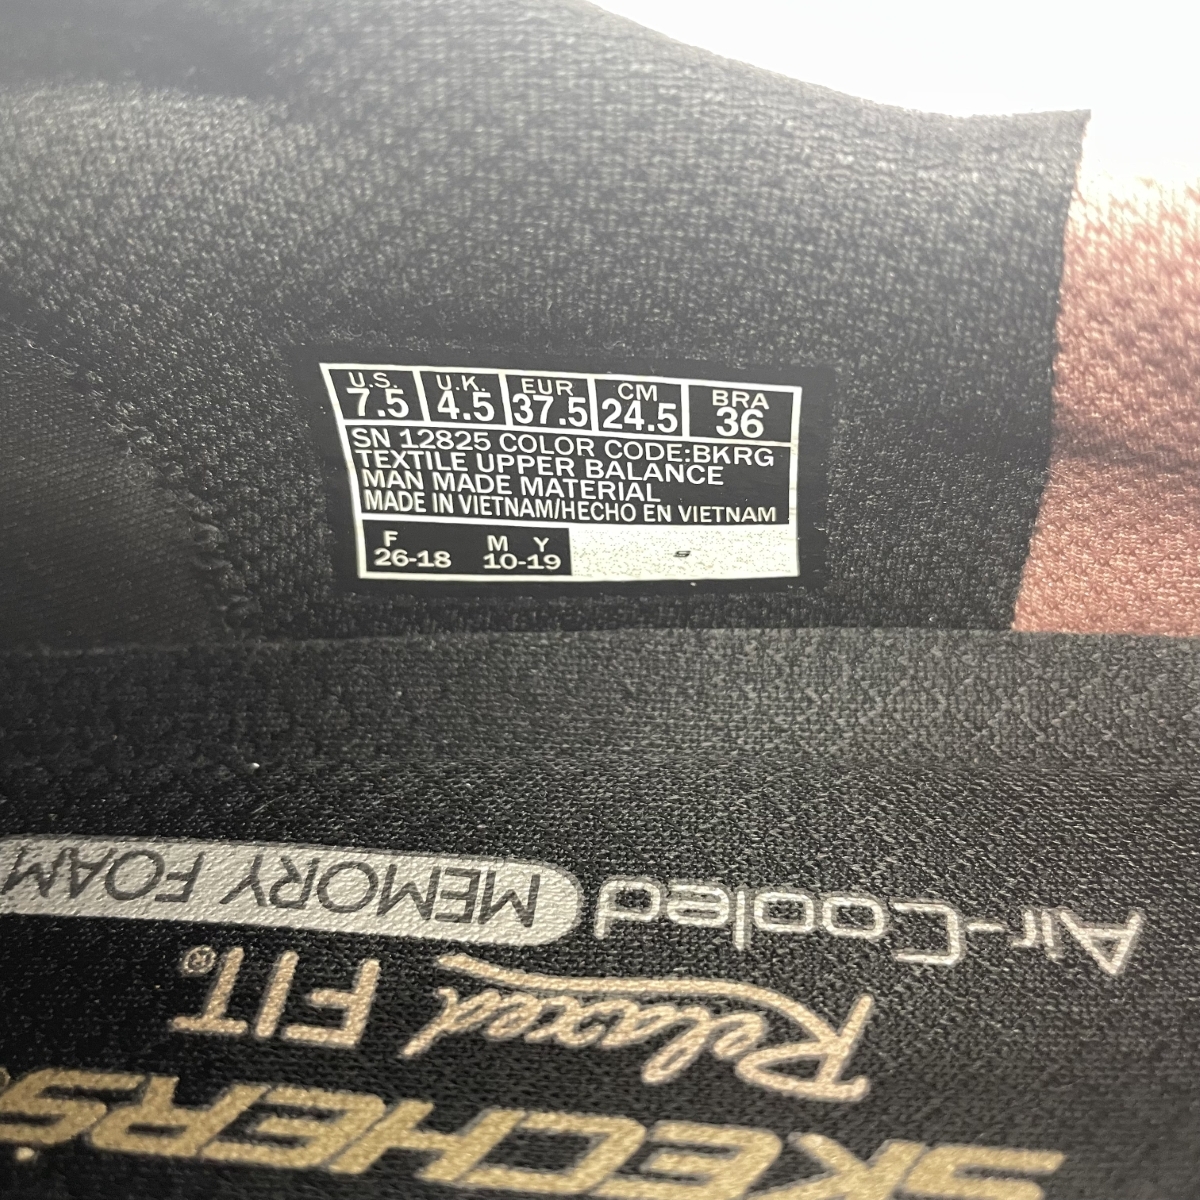 U.S. U.K. EUR CM BRA
7.5 4.5 37.5 24.5 36
SN 12825 COLOR CODE:BKRG
TEXTILE UPPER BALANCE
MAN MADE MATERIAL
MADE IN VIETNAM/HECHO EN VIETNAM
F M Y
26-18 10-19
SKECHERS
Relaxed FIT®
Air-Cooled MEMORY FOAM